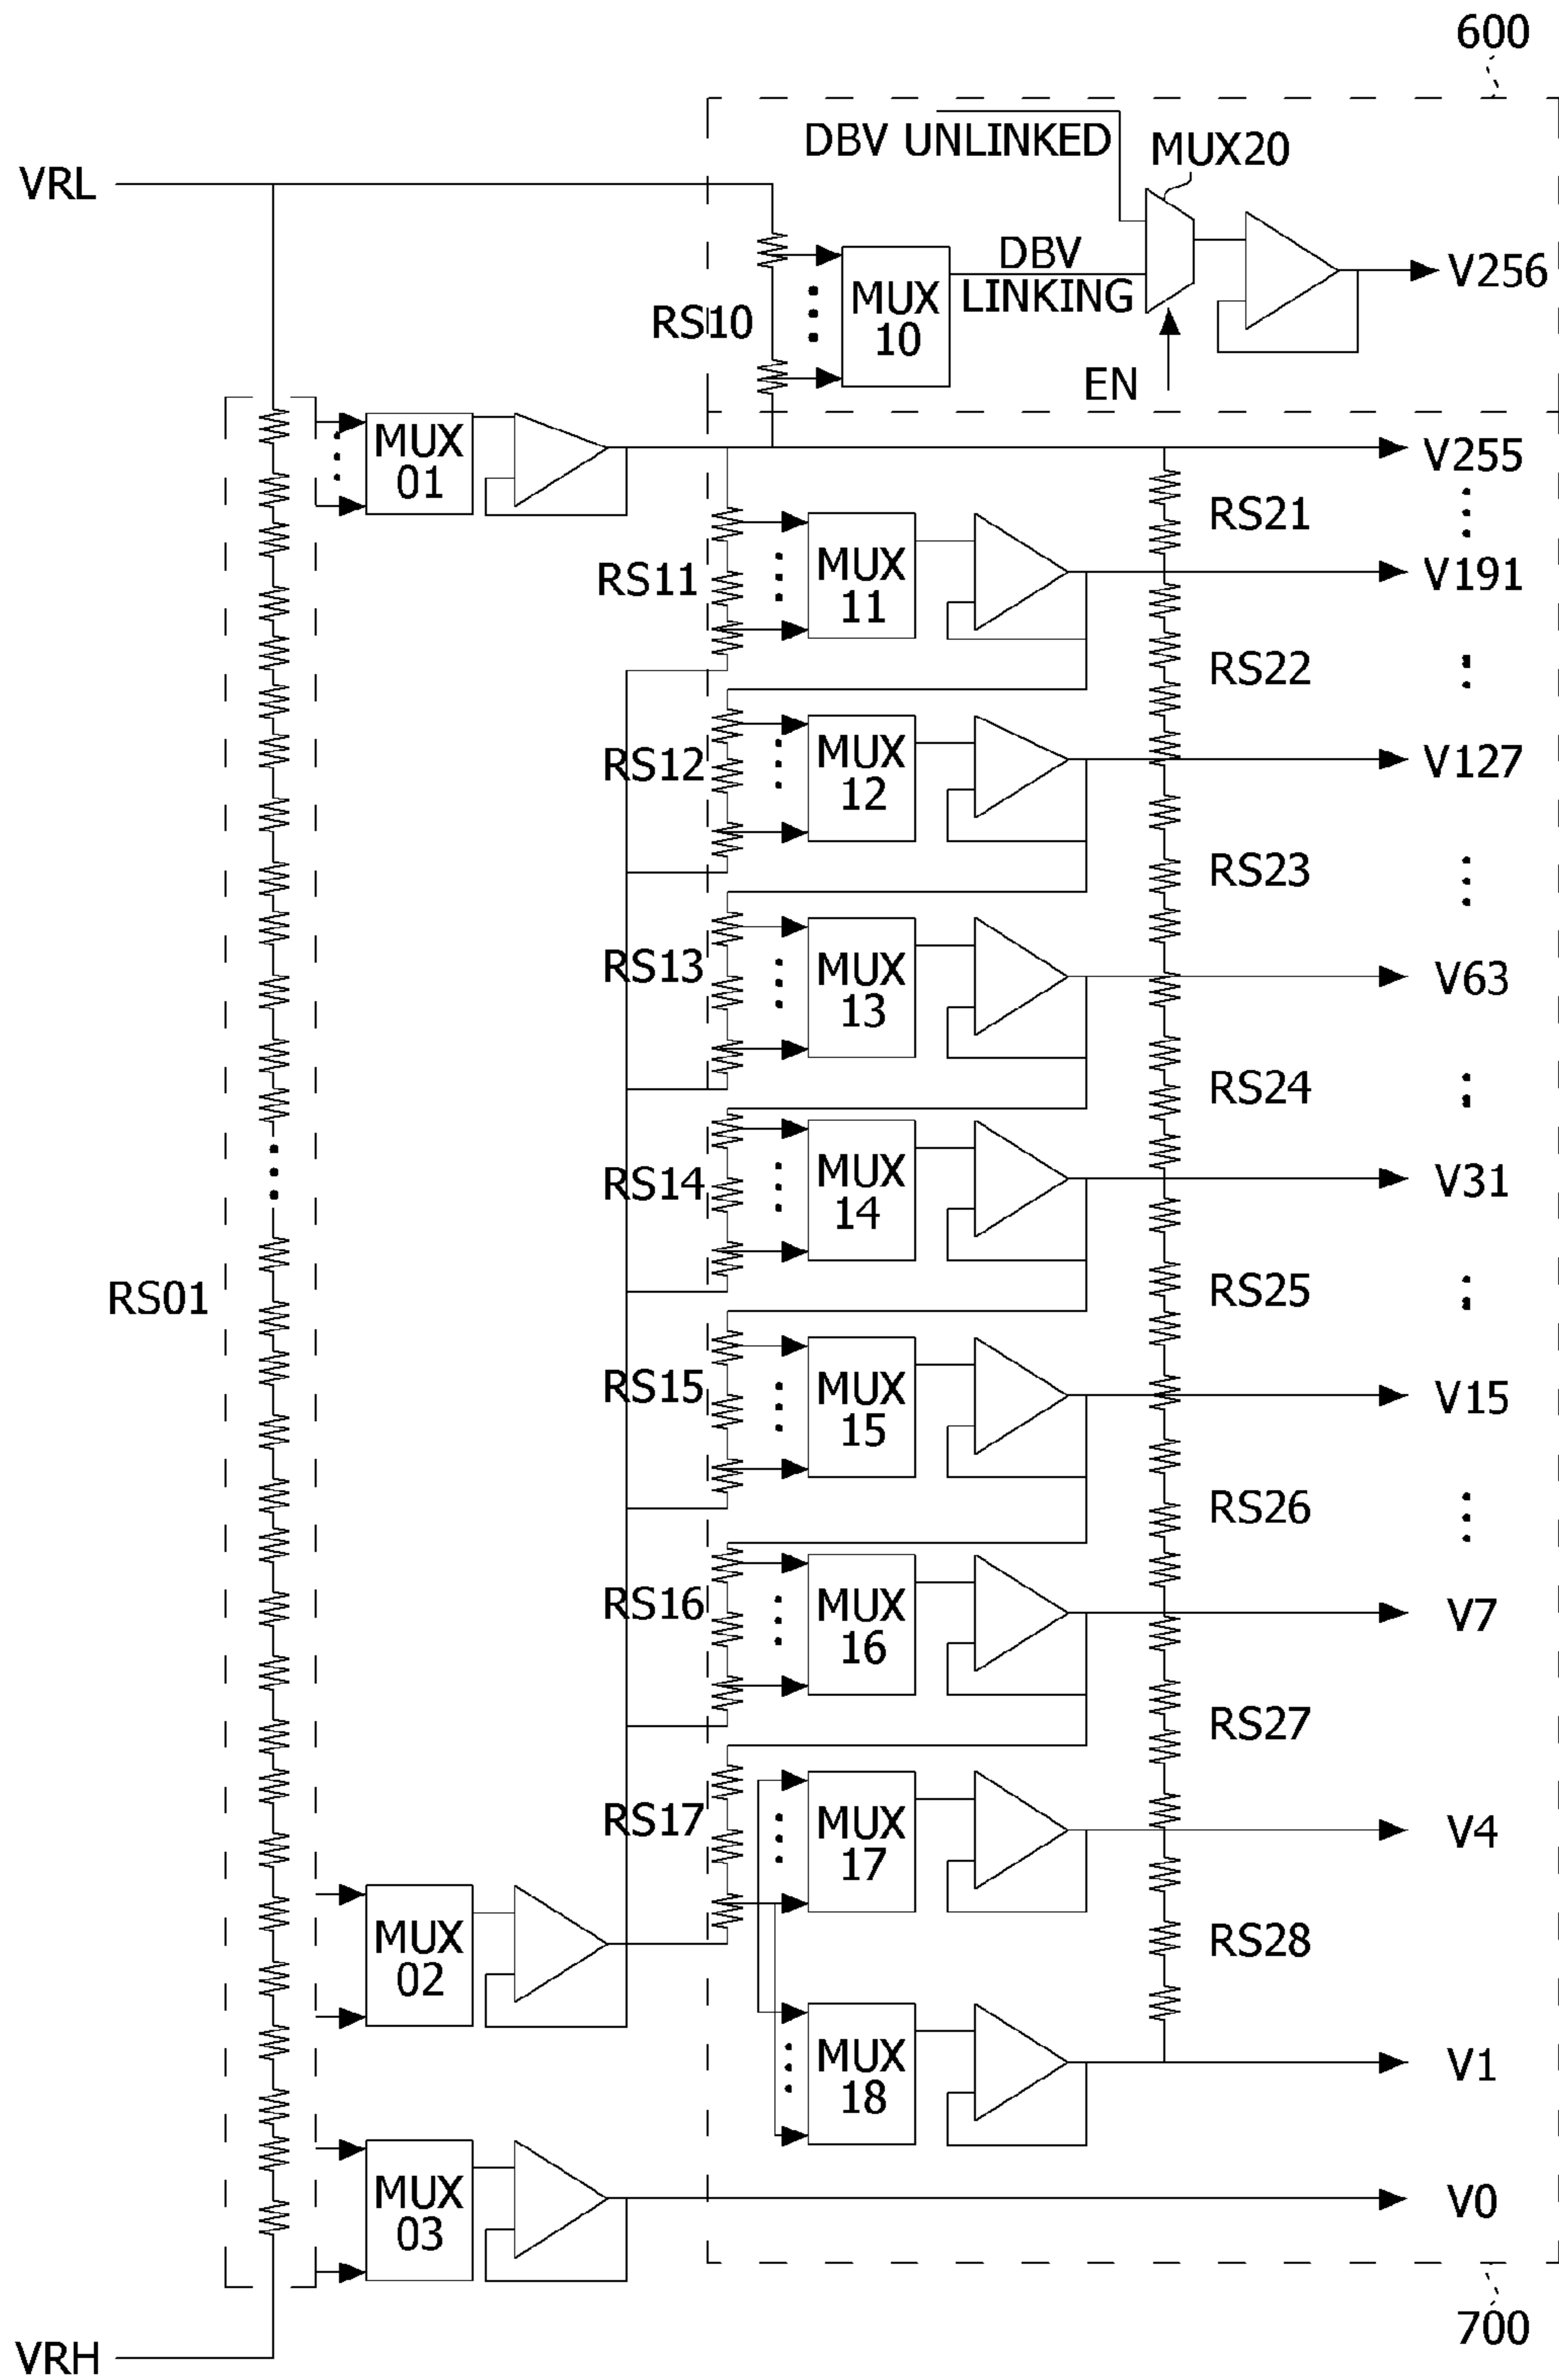 600
DBV UNLINKED
MUX20
VRL
DBV
LINKING
V256
MUX
10
RS10
EN
MUX
01
V255
RS21
RS11
MUX
11
V191
RS22
RS12
MUX
12
V127
RS23
RS13
MUX
13
V63
RS24
RS14
MUX
14
V31
RS01
RS25
RS15
MUX
15
V15
RS26
RS16
MUX
16
V7
RS27
RS17
MUX
17
V4
MUX
02
RS28
MUX
18
V1
MUX
03
V0
700
VRH